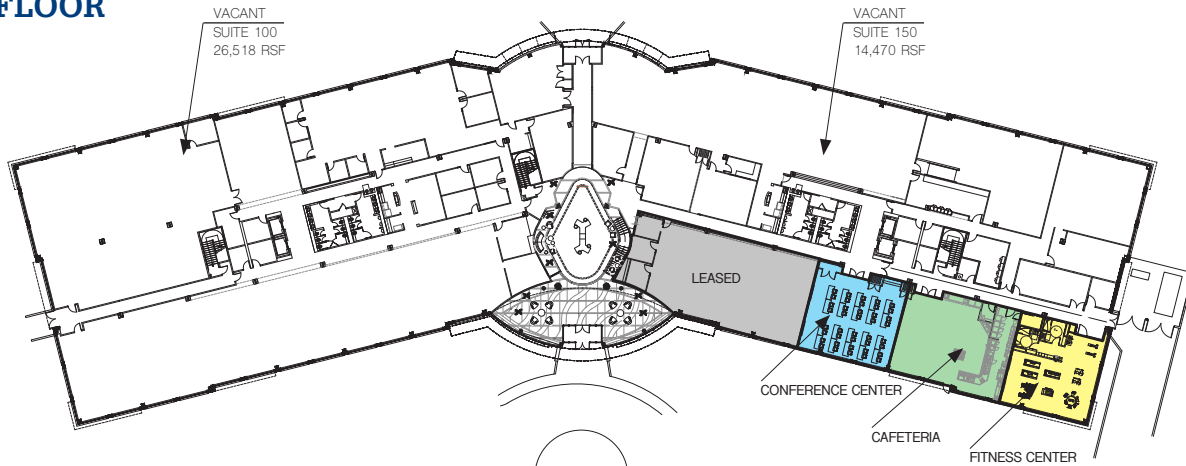 FLOOR
VACANT
SUITE 100
26,518 RSF
VACANT
SUITE 150
14,470 RSF
LEASED
CONFERENCE CENTER
CAFETERIA
FITNESS CENTER